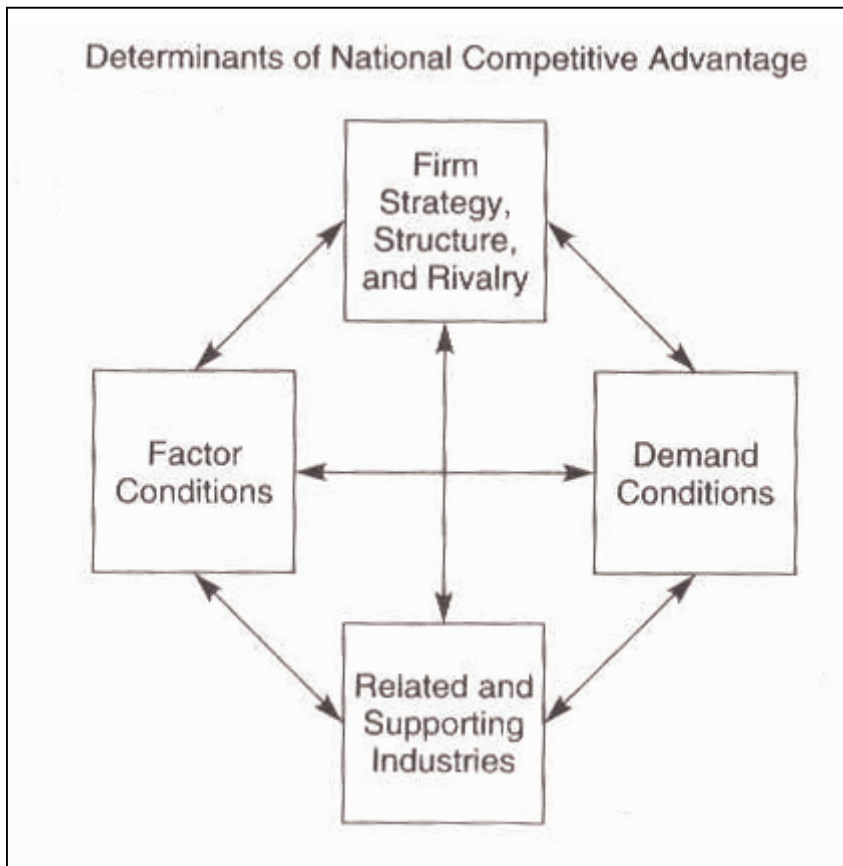 Determinants of National Competitive Advantage
Firm
Strategy,
Structure,
and Rivalry
Factor
Conditions
Demand
Conditions
Related and
Supporting
Industries